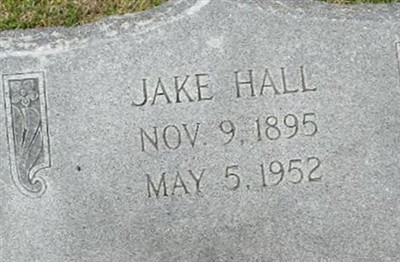 JAKE HALL
NOV. 9, 1895
MAY 5, 1952